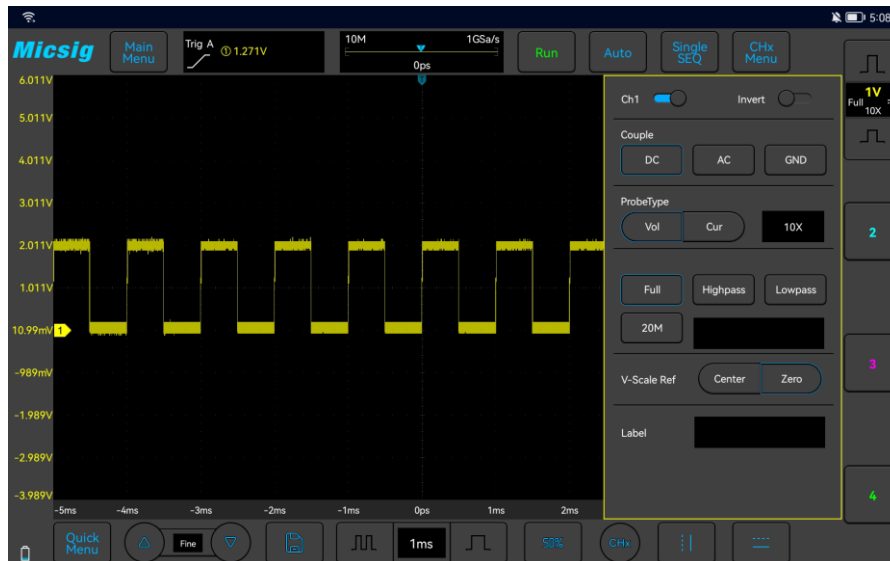 5:08
Micsig
Main Menu
Trig A
① 1.271V
10M
1GSa/s
0ps
Run
Auto
Single SEQ
CHx Menu
6.011V
5.011V
4.011V
3.011V
2.011V
1.011V
10.99mV
1
-989mV
-1.989V
-2.989V
-3.989V
-5ms
-4ms
-3ms
-2ms
-1ms
0ps
1ms
2ms
Ch1
Invert
Couple
DC
AC
GND
ProbeType
Vol
Cur
10X
Full
Highpass
Lowpass
20M
V-Scale Ref
Center
Zero
Label
1V
Full
10X
2
3
4
Quick Menu
Fine
1ms
50%
CHx